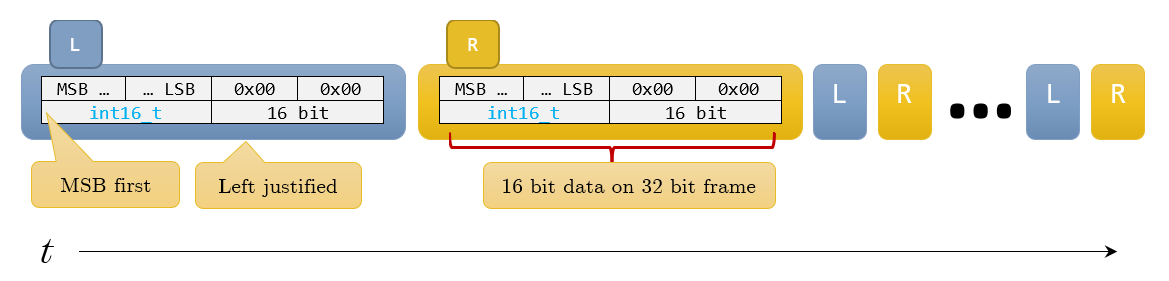 L
R
MSB … … LSB 0x00 0x00
int16_t 16 bit
MSB … … LSB 0x00 0x00
int16_t 16 bit
L R ... L R
MSB first
Left justified
16 bit data on 32 bit frame
t